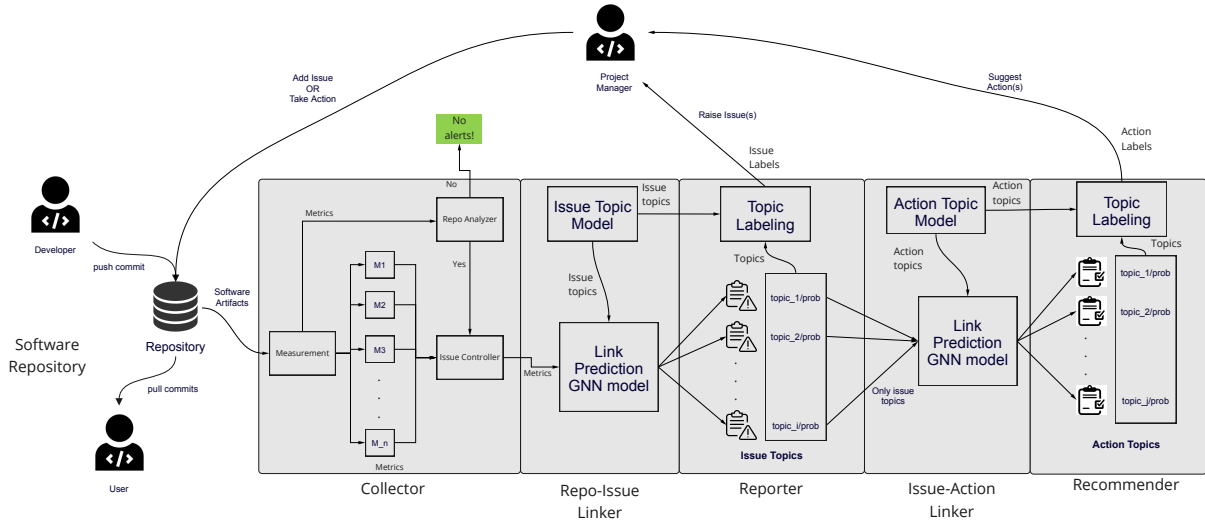 Project
Manager
Add Issue
OR
Take Action
Suggest
Action(s)
Raise Issue(s)
No
alerts!
Issue
Labels
Action
Labels
No
Developer
push commit
Software
Artifacts
Repository
Software
Repository
pull commits
User
Metrics
Repo Analyzer
Yes
M1
M2
M3
.
.
.
M_n
Metrics
Measurement
Issue Controller
Metrics
Collector
Issue Topic
Model
Issue
topics
Issue
topics
Link
Prediction
GNN model
Repo-Issue
Linker
Topic
Labeling
Topics
topic_1/prob
topic_2/prob
.
.
.
.
.
.
topic_i/prob
Issue Topics
Reporter
Action Topic
Model
Action
topics
Action
topics
Only issue
topics
Link
Prediction
GNN model
Issue-Action
Linker
Topic
Labeling
Topics
topic_1/prob
topic_2/prob
.
.
.
.
.
.
topic_j/prob
Action Topics
Recommender